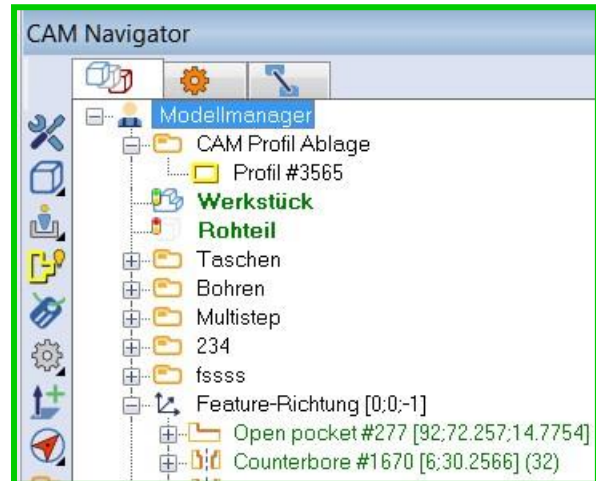 CAM Navigator
Modellmanager
CAM Profil Ablage
Profil #3565
Werkstück
Rohteil
Taschen
Bohren
Multistep
234
fssss
Feature-Richtung [0;0;-1]
Open pocket #277 [92;72.257;14.7754]
Counterbore #1670 [6;30.2566] (32)